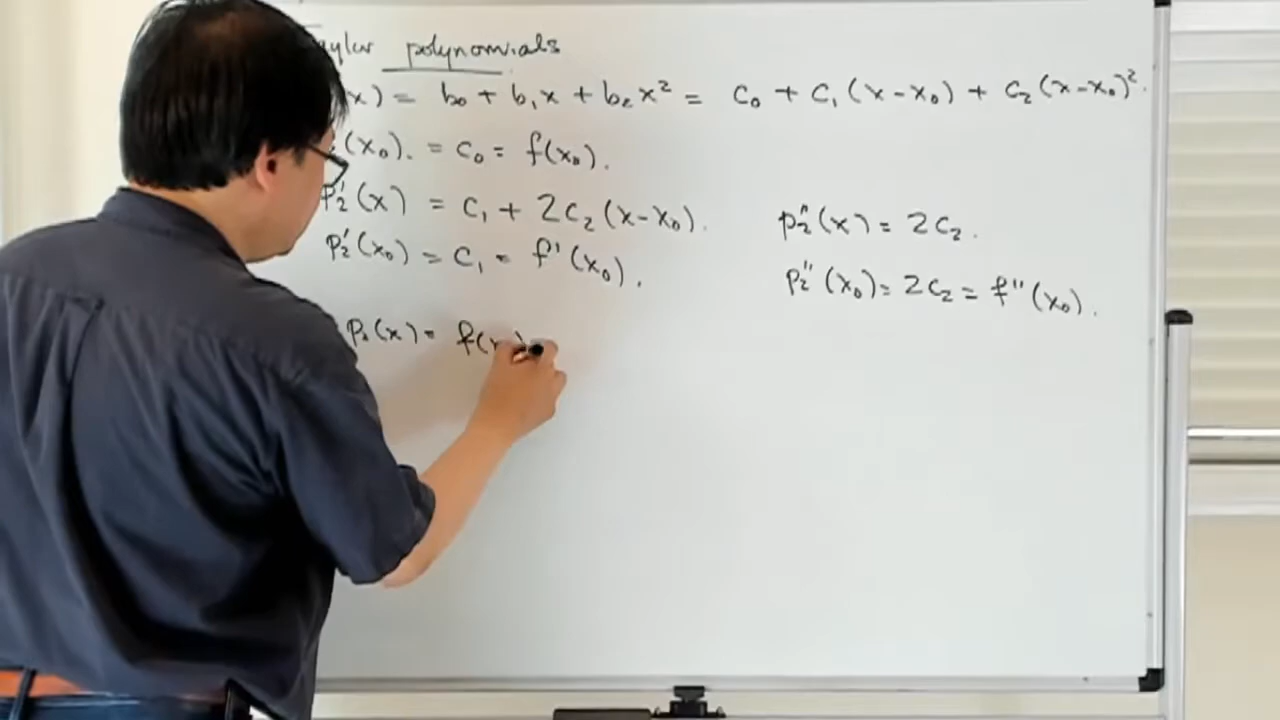 polynomials
x) = b₀ + b₁x + b₂x² = c₀ + c₁(x-x₀) + c₂(x-x₀)².
(x₀). = c₀ = f(x₀).
p₂'(x) = c₁ + 2c₂(x-x₀).
p₂'(x₀) = c₁ = f'(x₀).
p₂''(x) = 2c₂.
p₂''(x₀) = 2c₂ = f''(x₀).
p₂(x) = f(x